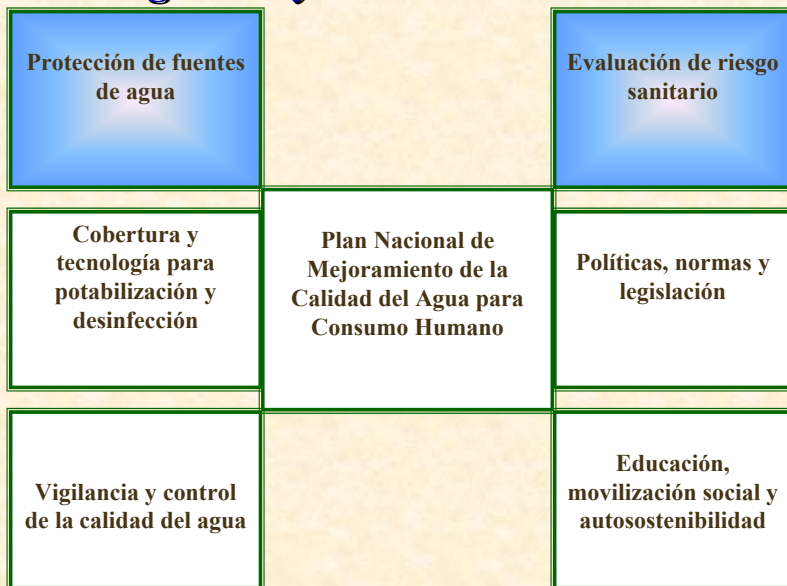 Protección de fuentes
de agua
Evaluación de riesgo
sanitario
Cobertura y
tecnología para
potabilización y
desinfección
Plan Nacional de
Mejoramiento de la
Calidad del Agua para
Consumo Humano
Políticas, normas y
legislación
Vigilancia y control
de la calidad del agua
Educación,
movilización social y
autosostenibilidad